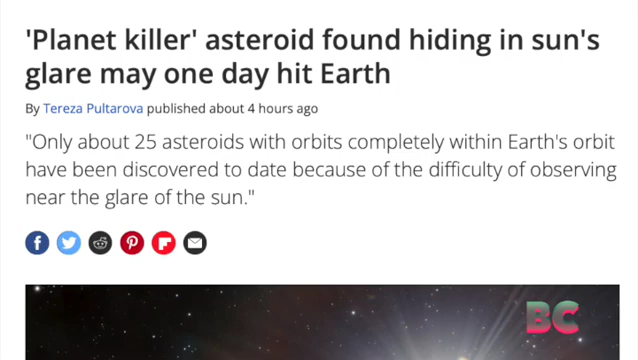 'Planet killer' asteroid found hiding in sun's
glare may one day hit Earth
By Tereza Pultarova published about 4 hours ago
"Only about 25 asteroids with orbits completely within Earth's orbit
have been discovered to date because of the difficulty of observing
near the glare of the sun."
BC